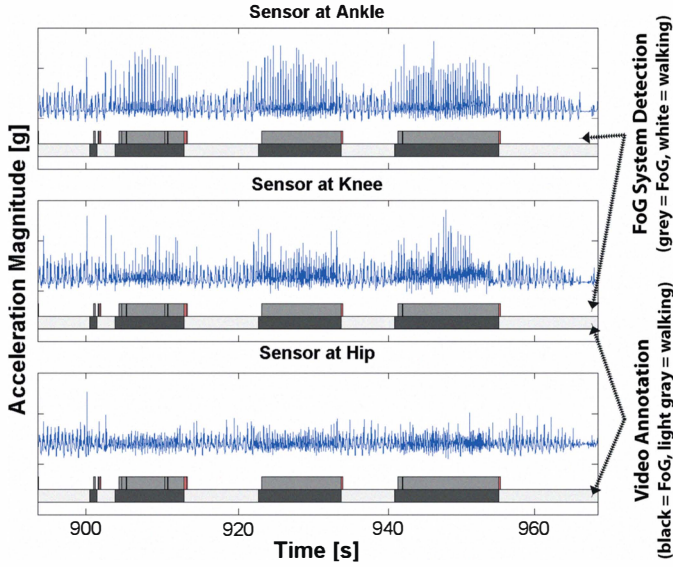 Sensor at Ankle
Sensor at Knee
Sensor at Hip
Acceleration Magnitude [g]
900
920
940
960
Time [s]
FoG System Detection
(grey = FoG, white = walking)
Video Annotation
(black = FoG, light gray = walking)